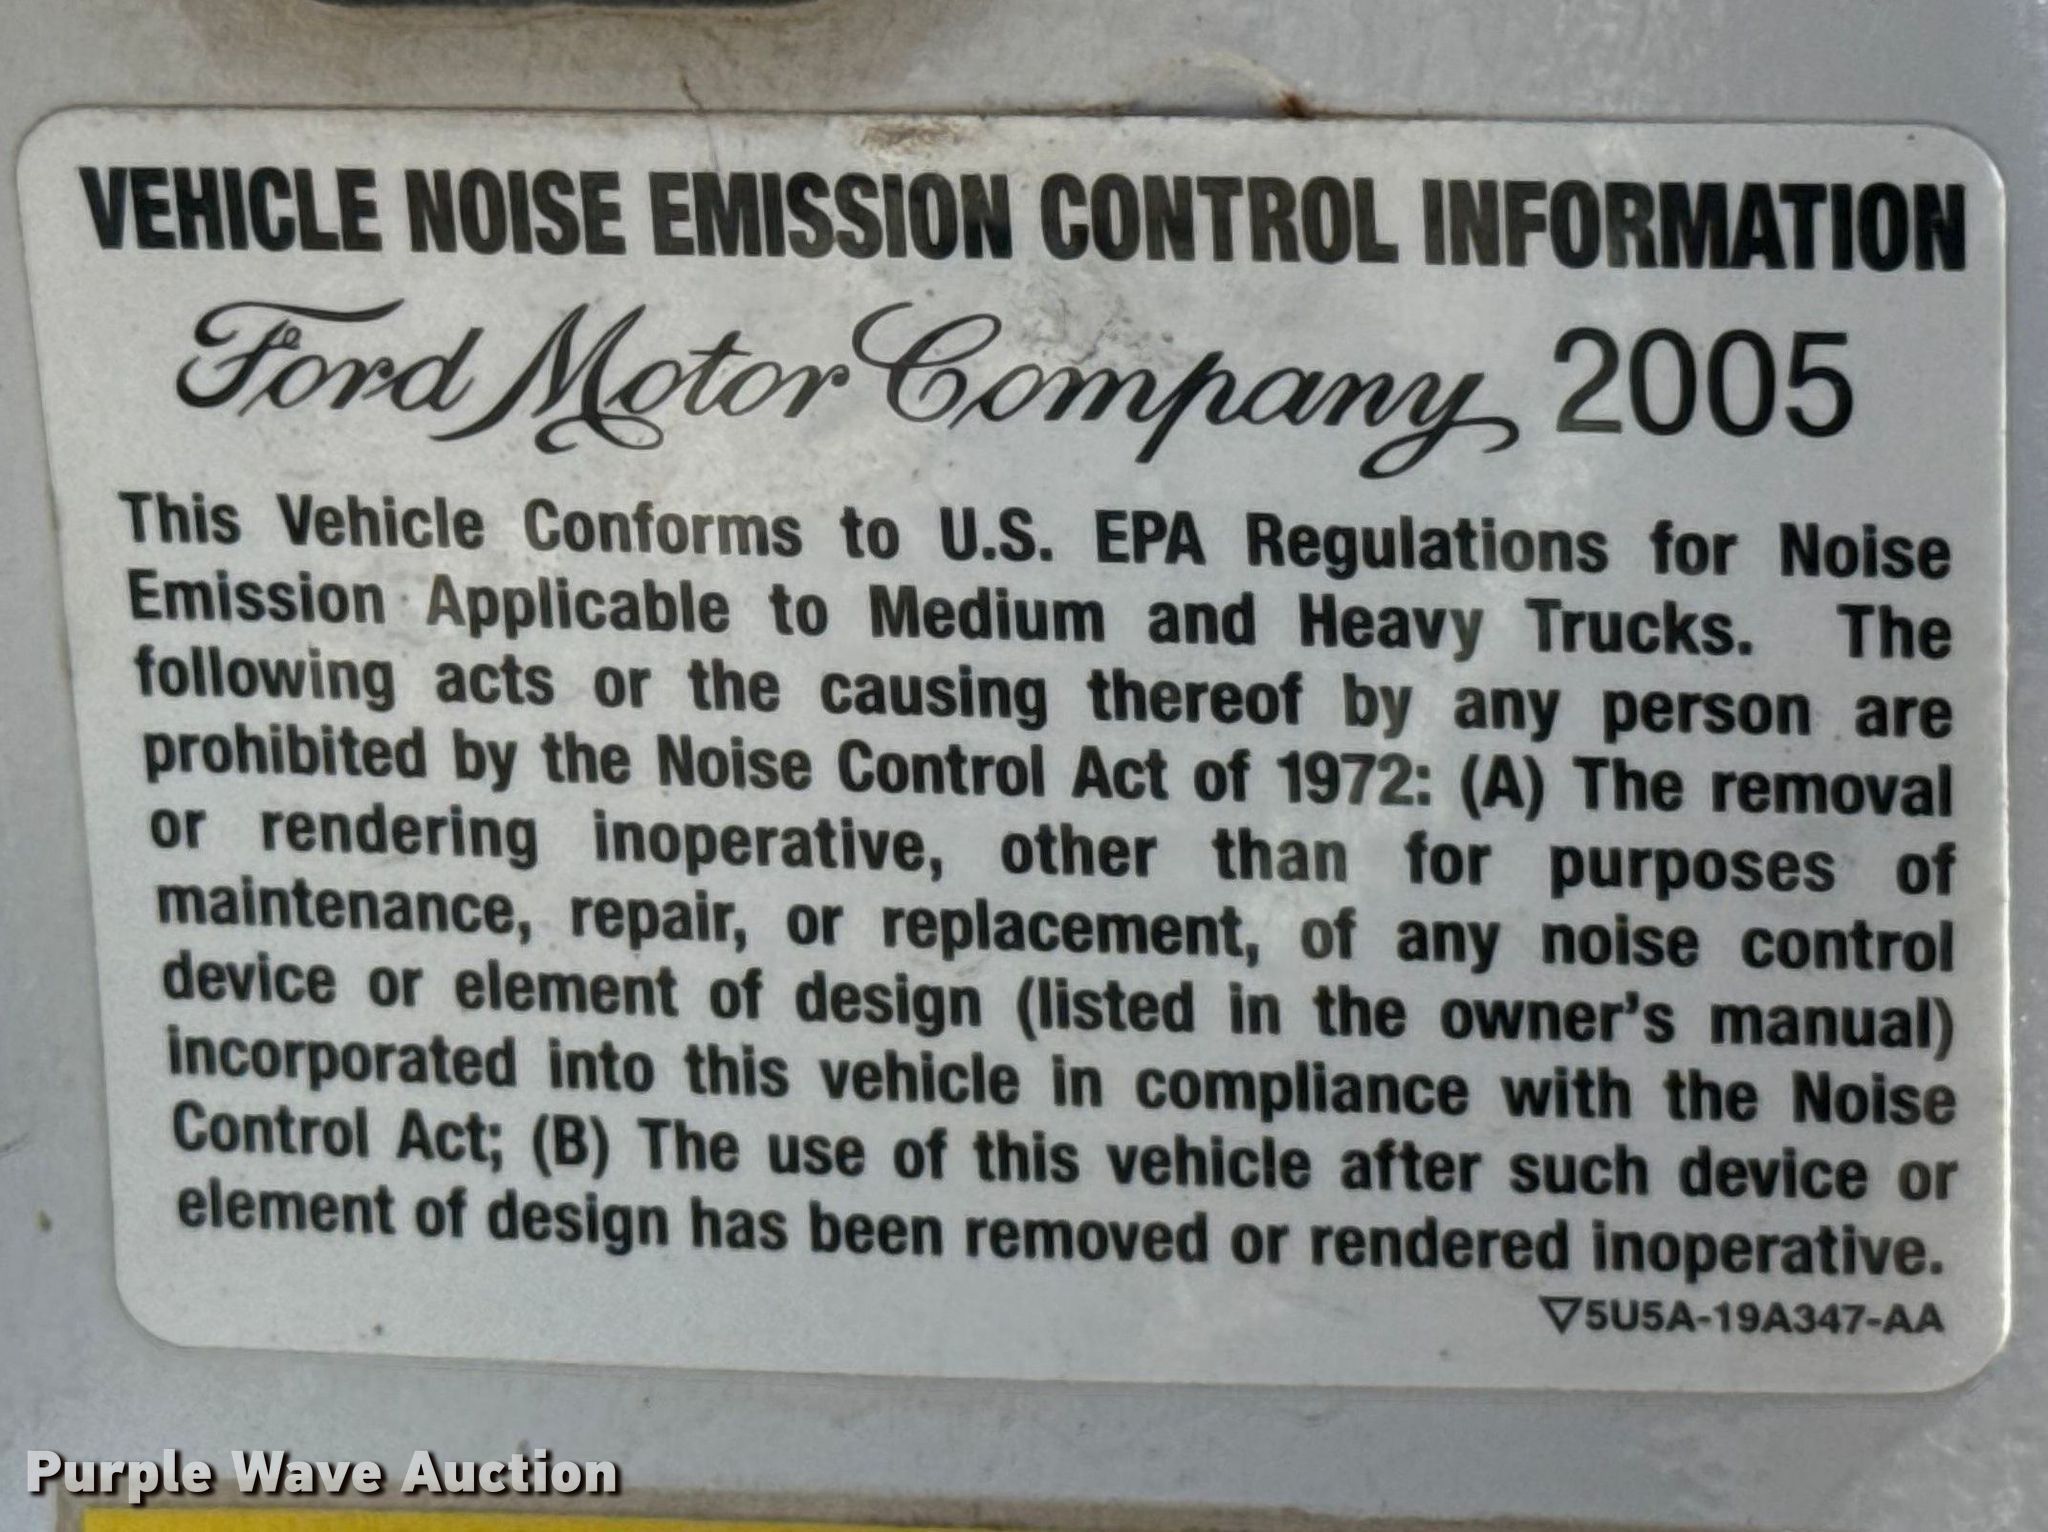 VEHICLE NOISE EMISSION CONTROL INFORMATION
Ford Motor Company 2005
This Vehicle Conforms to U.S. EPA Regulations for Noise
Emission Applicable to Medium and Heavy Trucks. The
following acts or the causing thereof by any person are
prohibited by the Noise Control Act of 1972: (A) The removal
or rendering inoperative, other than for purposes of
maintenance, repair, or replacement, of any noise control
device or element of design (listed in the owner's manual)
incorporated into this vehicle in compliance with the Noise
Control Act; (B) The use of this vehicle after such device or
element of design has been removed or rendered inoperative.
▽5U5A-19A347-AA
Purple Wave Auction